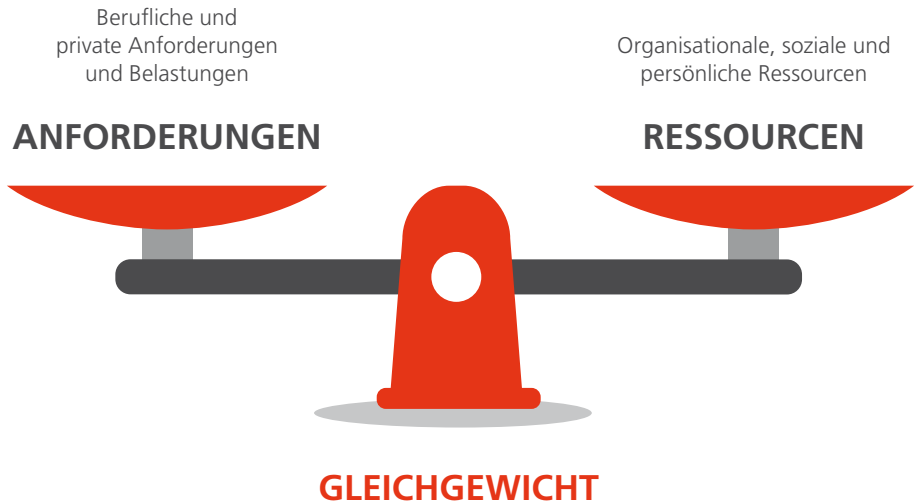 Berufliche und
private Anforderungen
und Belastungen
ANFORDERUNGEN
Organisationale, soziale und
persönliche Ressourcen
RESSOURCEN
GLEICHGEWICHT